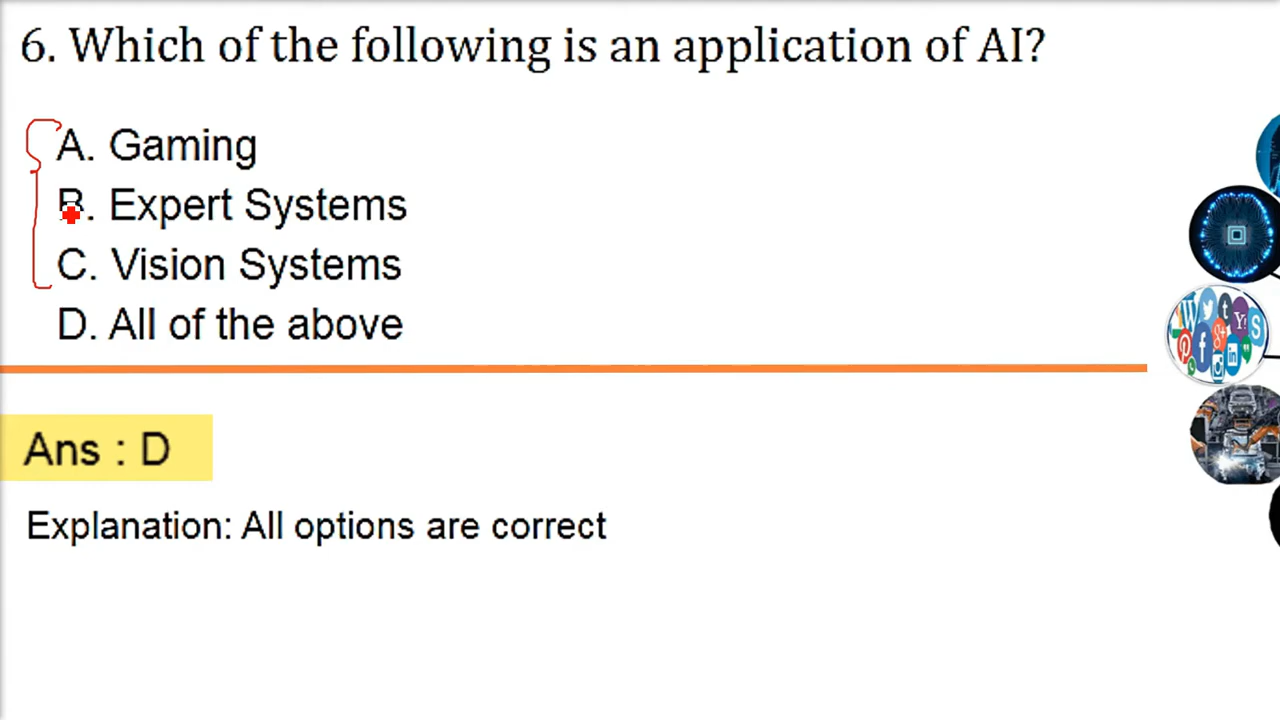 6. Which of the following is an application of AI?
A. Gaming
B. Expert Systems
C. Vision Systems
D. All of the above
Ans : D
Explanation: All options are correct